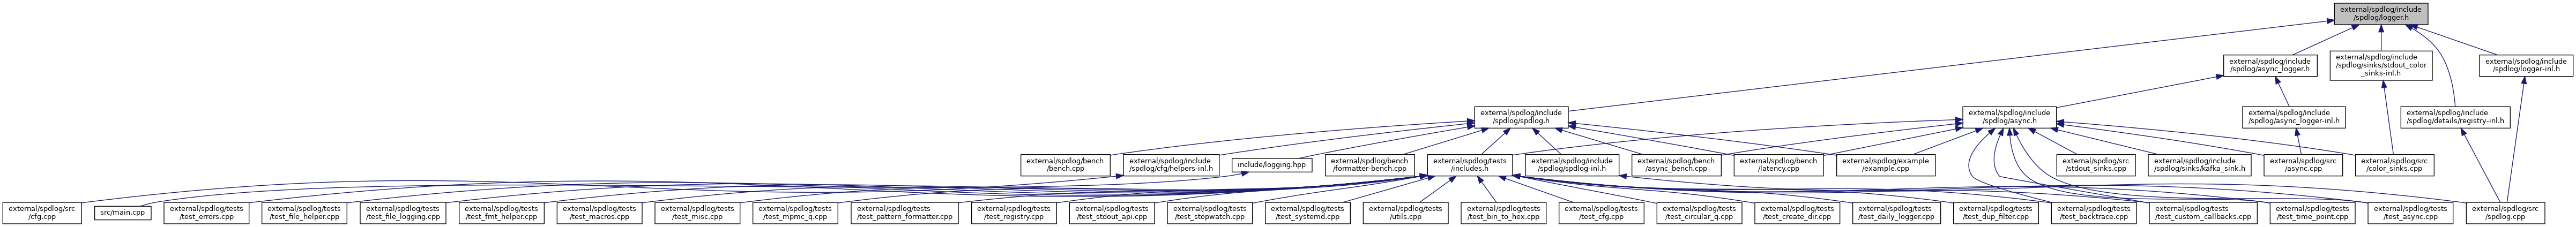 external/spdlog/include
/spdlog/logger.h
external/spdlog/include
/spdlog/async_logger.h
external/spdlog/include
/spdlog/sinks/stdout_color
_sinks-inl.h
external/spdlog/include
/spdlog/logger-inl.h
external/spdlog/include
/spdlog/spdlog.h
external/spdlog/include
/spdlog/async.h
external/spdlog/include
/spdlog/async_logger-inl.h
external/spdlog/include
/spdlog/details/registry-inl.h
external/spdlog/bench
/bench.cpp
external/spdlog/include
/spdlog/cfg/helpers-inl.h
include/logging.hpp
external/spdlog/bench
/formatter-bench.cpp
external/spdlog/tests
/includes.h
external/spdlog/include
/spdlog/spdlog-inl.h
external/spdlog/bench
/async_bench.cpp
external/spdlog/bench
/latency.cpp
external/spdlog/example
/example.cpp
external/spdlog/src
/stdout_sinks.cpp
external/spdlog/include
/spdlog/sinks/kafka_sink.h
external/spdlog/src
/async.cpp
external/spdlog/src
/color_sinks.cpp
external/spdlog/src
/cfg.cpp
src/main.cpp
external/spdlog/tests
/test_errors.cpp
external/spdlog/tests
/test_file_helper.cpp
external/spdlog/tests
/test_file_logging.cpp
external/spdlog/tests
/test_fmt_helper.cpp
external/spdlog/tests
/test_macros.cpp
external/spdlog/tests
/test_misc.cpp
external/spdlog/tests
/test_mpmc_q.cpp
external/spdlog/tests
/test_pattern_formatter.cpp
external/spdlog/tests
/test_registry.cpp
external/spdlog/tests
/test_stdout_api.cpp
external/spdlog/tests
/test_stopwatch.cpp
external/spdlog/tests
/test_systemd.cpp
external/spdlog/tests
/utils.cpp
external/spdlog/tests
/test_bin_to_hex.cpp
external/spdlog/tests
/test_cfg.cpp
external/spdlog/tests
/test_circular_q.cpp
external/spdlog/tests
/test_create_dir.cpp
external/spdlog/tests
/test_daily_logger.cpp
external/spdlog/tests
/test_dup_filter.cpp
external/spdlog/tests
/test_backtrace.cpp
external/spdlog/tests
/test_custom_callbacks.cpp
external/spdlog/tests
/test_time_point.cpp
external/spdlog/tests
/test_async.cpp
external/spdlog/src
/spdlog.cpp